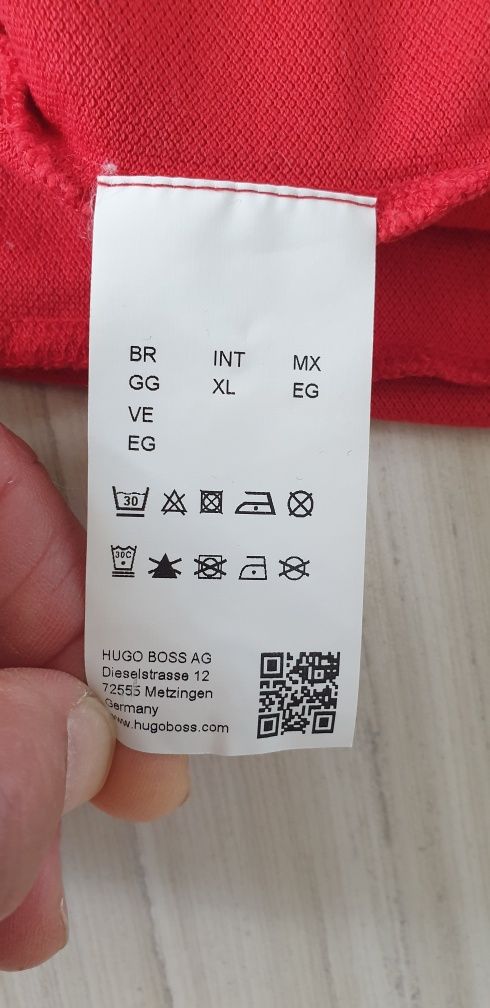 BR INT MX
GG XL EG
VE
EG
30
30C
HUGO BOSS AG
Dieselstrasse 12
72555 Metzingen
Germany
www.hugoboss.com